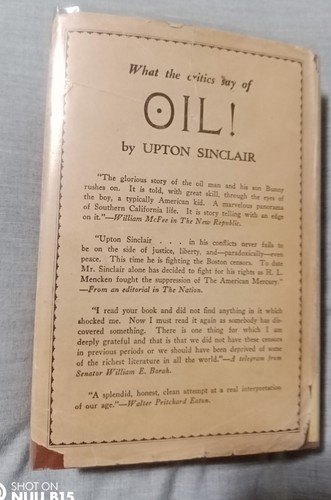 What the critics say of
OIL!
by UPTON SINCLAIR
"The glorious story of the oil man and his son Bunny
rushes on. It is told, with great skill, through the eyes of
the boy, a typically American kid. A marvelous panorama
of Southern California life. It is story telling with an edge
on it."—William McFee in The New Republic.
"Upton Sinclair . . . in his conflicts never fails to
be on the side of justice, liberty, and—paradoxically—even
peace. This time he is fighting the Boston censors. To date
Mr. Sinclair alone has decided to fight for his rights as H. L.
Mencken fought the suppression of The American Mercury."
—From an editorial in The Nation.
"I read your book and did not find anything in it which
shocked me. Now I must read it again as somebody has dis-
covered something. There is one thing for which I am
deeply grateful and that is that we did not have these censors
in previous periods or we should have been deprived of some
of the richest literature in all the world."—A telegram from
Senator William E. Borah.
"A splendid, honest, clean attempt at a real interpretation
of our age."—Walter Pritchard Eaton.
SHOT ON
NUU B15